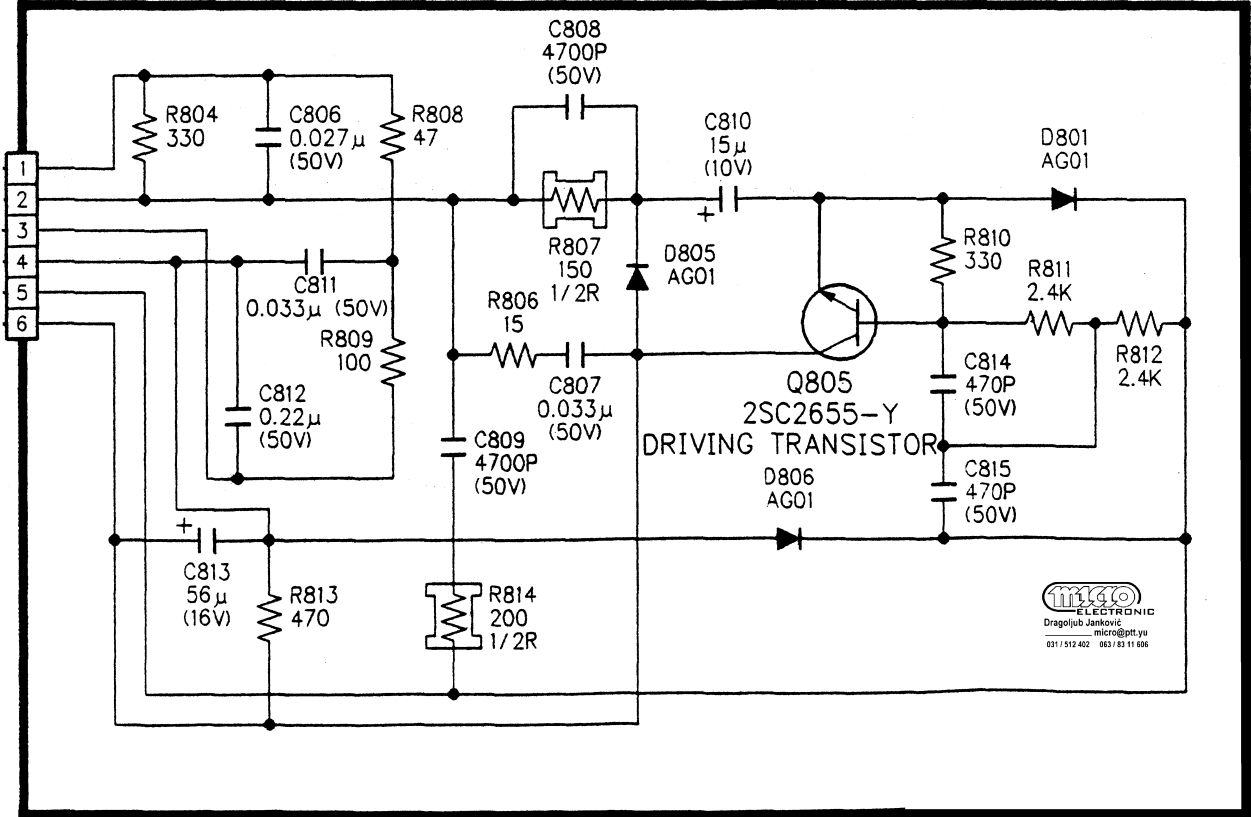 C808
4700P
(50V)
R804
330
C806
0.027μ
(50V)
R808
47
C810
15μ
(10V)
+
D801
AG01
1
2
3
4
5
6
R807
150
1/2R
D805
AG01
R810
330
R811
2.4K
R812
2.4K
C811
0.033μ (50V)
R806
15
R809
100
C807
0.033μ
(50V)
Q805
2SC2655-Y
DRIVING TRANSISTOR
C814
470P
(50V)
C812
0.22μ
(50V)
C809
4700P
(50V)
D806
AG01
C815
470P
(50V)
+
C813
56μ
(16V)
R813
470
R814
200
1/2R
micro
ELECTRONIC
Dragoljub Janković
micro@ptt.yu
031 / 512 402 063 / 83 11 606